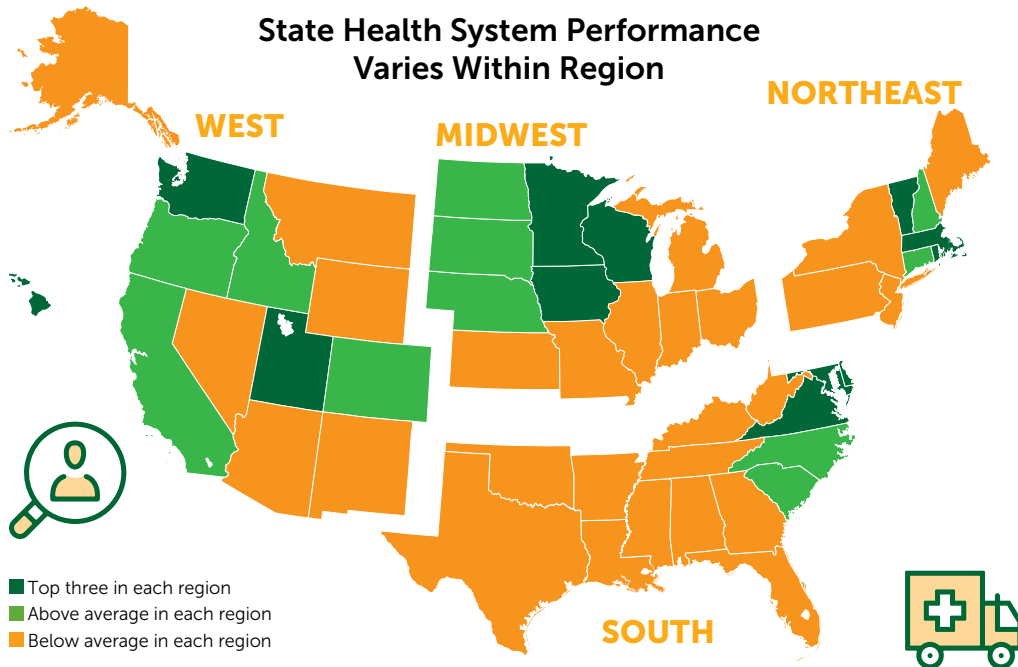 State Health System Performance
Varies Within Region
NORTHEAST
WEST
MIDWEST
Top three in each region
Above average in each region
Below average in each region
SOUTH